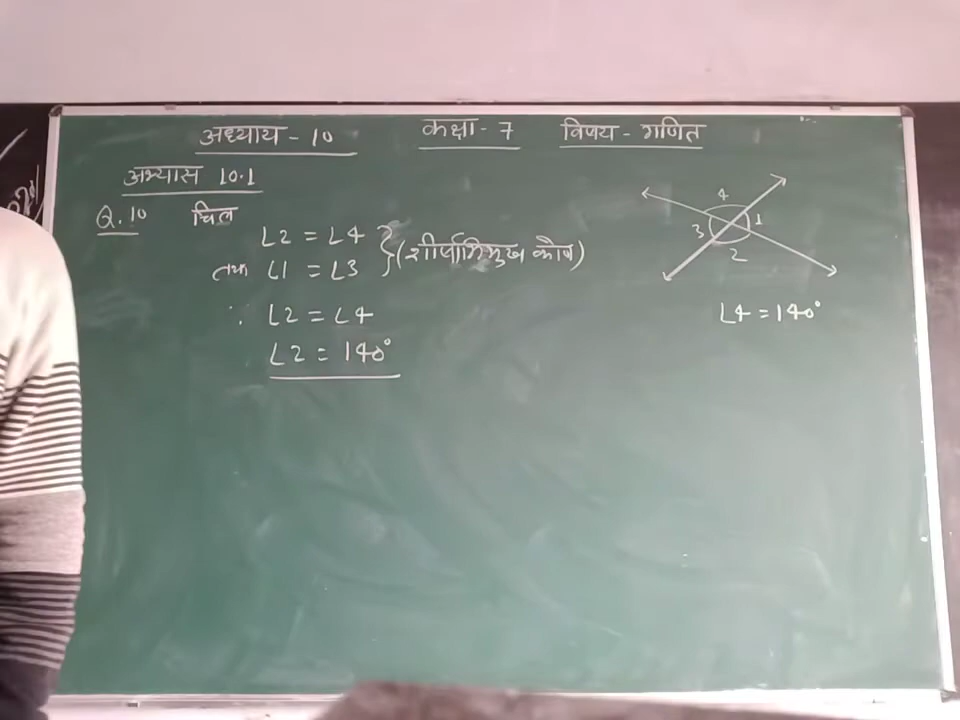 अध्याय - 10 कक्षा - 7 विषय - गणित
अभ्यास 10.1
Q. 10 चित्र
∠2 = ∠4
तथा ∠1 = ∠3 } (शीर्षाभिमुख कोण)
∵ ∠2 = ∠4
∠2 = 140°
4
1
3
2
∠4 = 140°